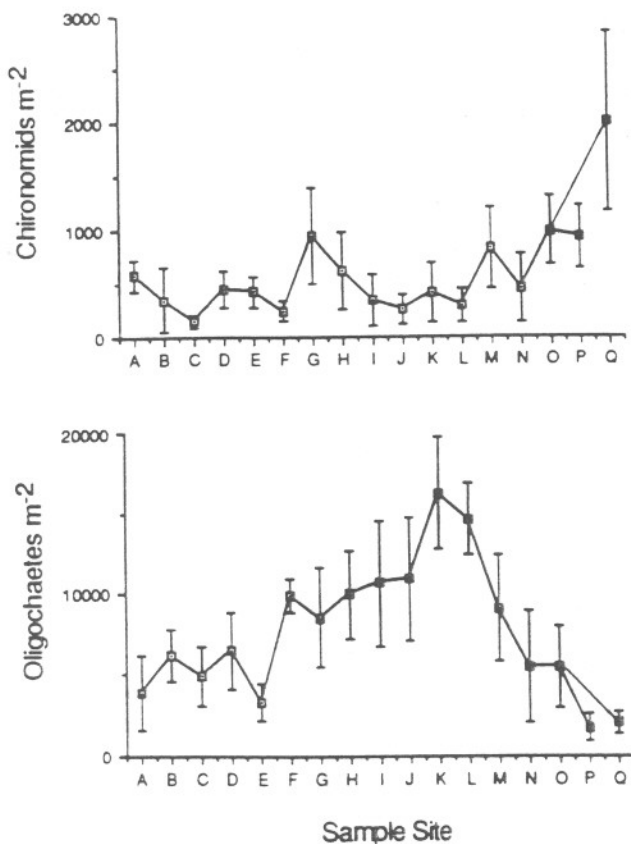 Chironomids m-2
3000
2000
1000
0
A B C D E F G H I J K L M N O P Q
Oligochaetes m-2
20000
10000
0
A B C D E F G H I J K L M N O P Q
Sample Site